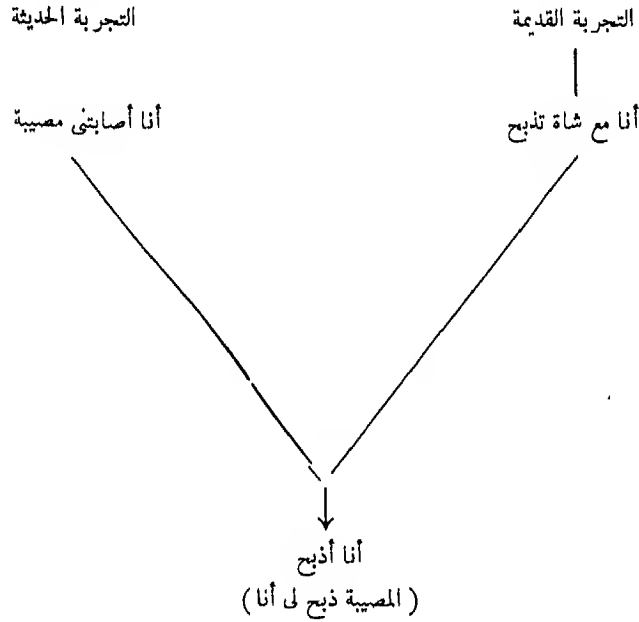 التجربة القديمة
التجربة الحديثة
أنا مع شاة تذبح
أنا أصابتنى مصيبة
أنا أذبح
(المصيبة ذبح لى أنا)